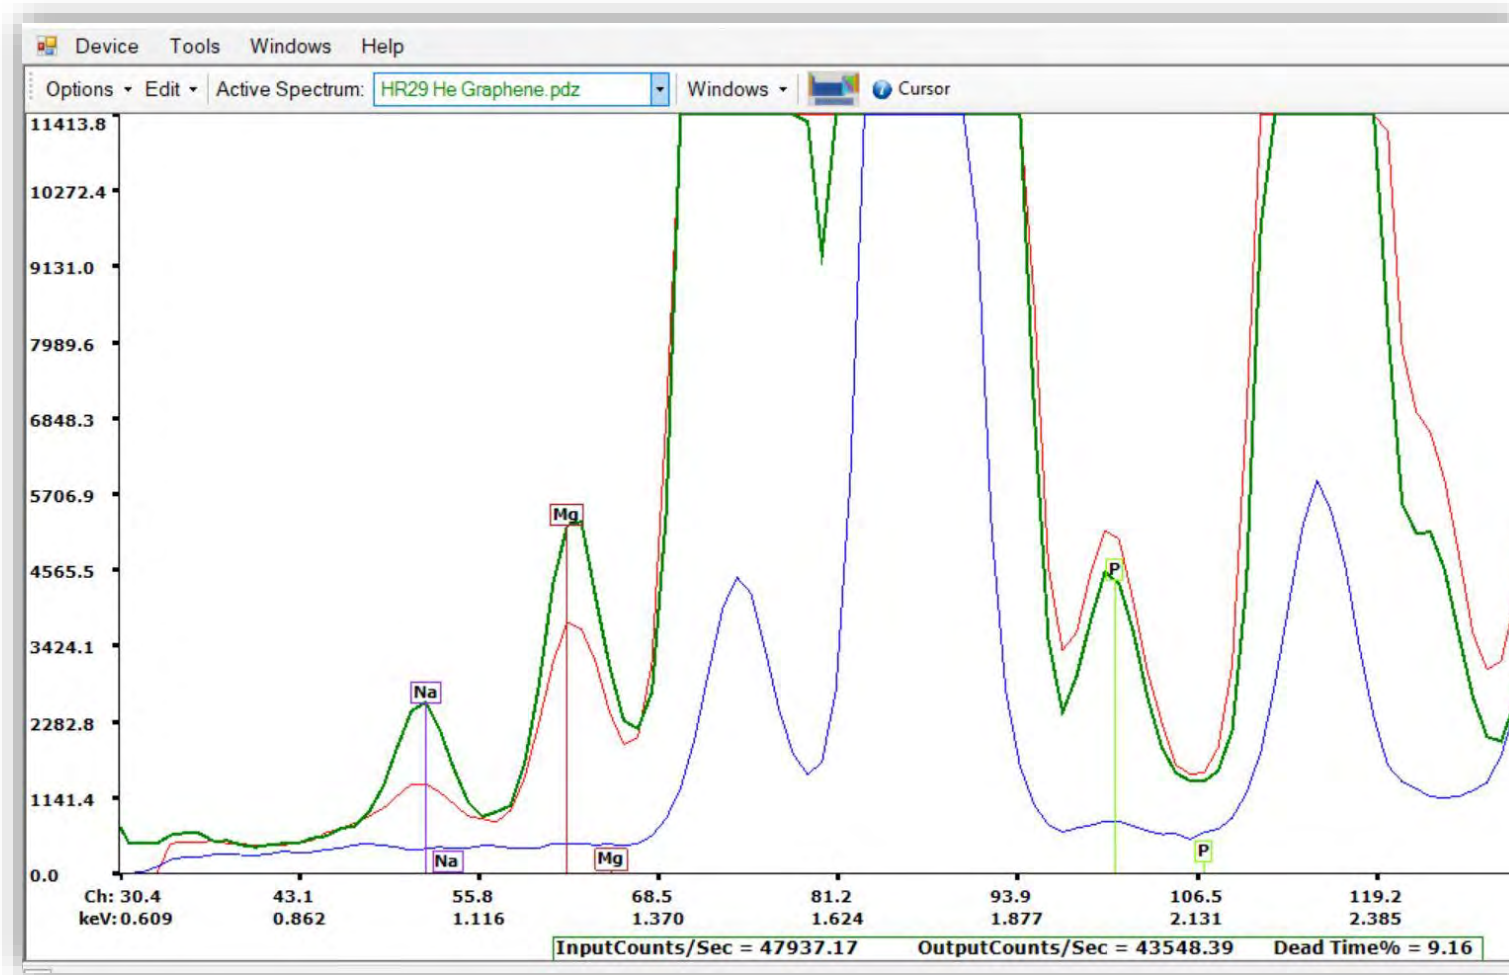 Device Tools Windows Help
Options Edit Active Spectrum: HR29 He Graphene.pdz Windows Cursor
11413.8
10272.4
9131.0
7989.6
6848.3
5706.9
Mg
4565.5
P
3424.1
Na
2282.8
1141.4
P
Na Mg
0.0
Ch: 30.4 43.1 55.8 68.5 81.2 93.9 106.5 119.2
keV: 0.609 0.862 1.116 1.370 1.624 1.877 2.131 2.385
InputCounts/Sec = 47937.17 OutputCounts/Sec = 43548.39 Dead Time% = 9.16